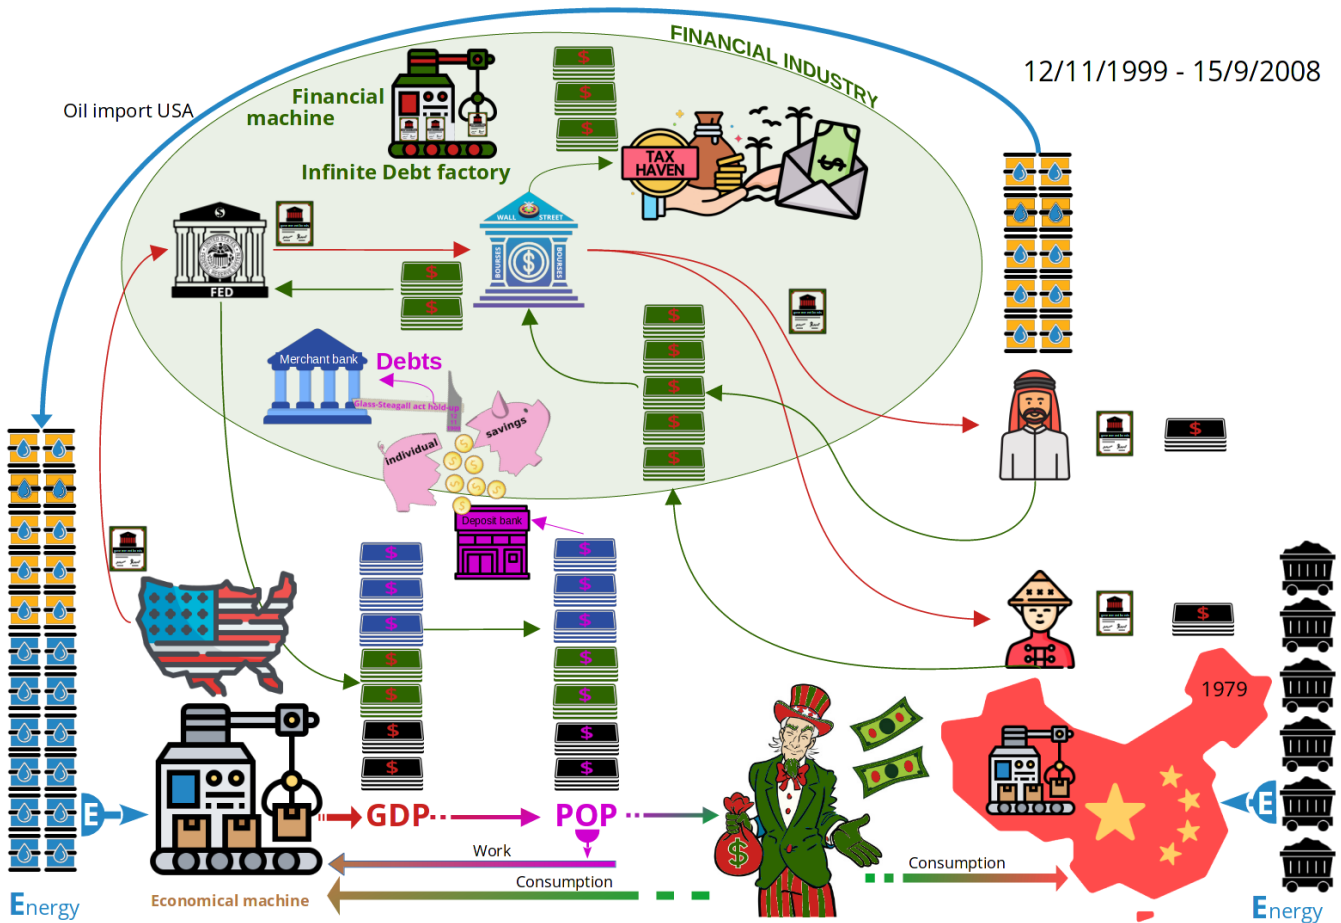 FINANCIAL INDUSTRY
12/11/1999 - 15/9/2008
Oil import USA
Financial
machine
Infinite Debt factory
TAX
HAVEN
WALL STREET
BOURSES
BOURSES
$
FED
Merchant bank
Debts
Glass-Steagall act hold-up
individual
savings
Deposit bank
1979
E
GDP
POP
E
Work
Consumption
Consumption
Economical machine
Energy
Energy